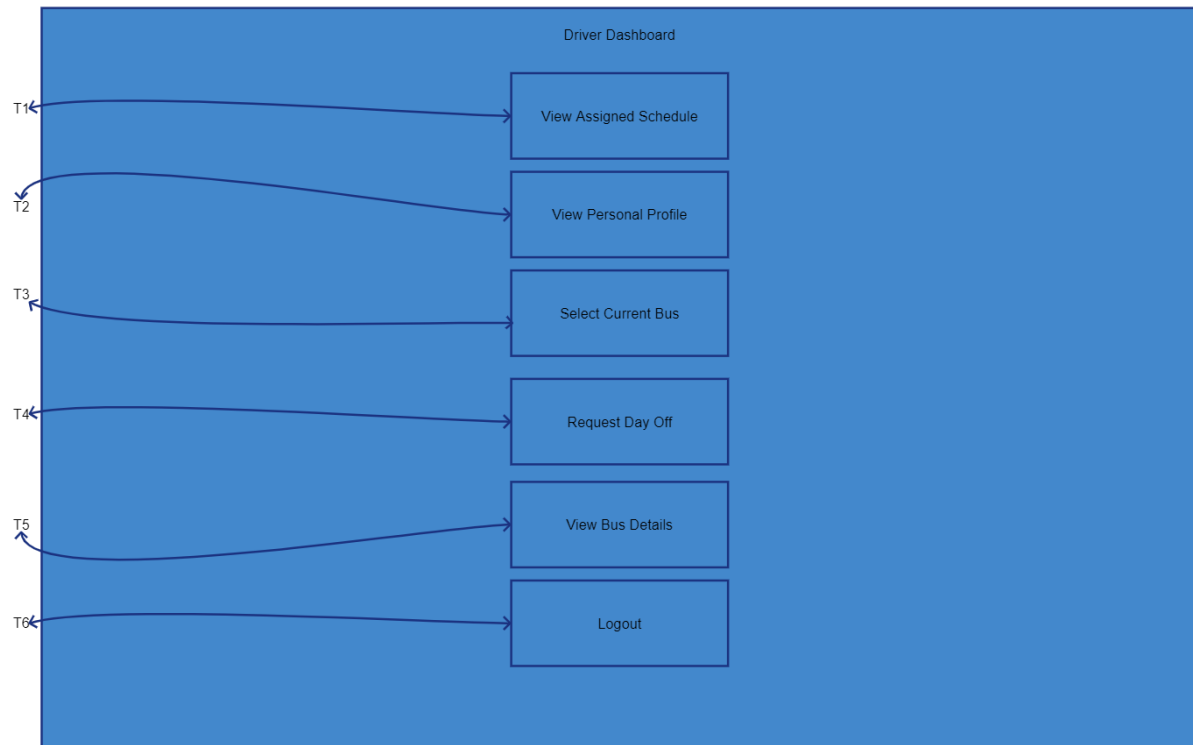 Driver Dashboard
T1
View Assigned Schedule
T2
View Personal Profile
T3
Select Current Bus
T4
Request Day Off
T5
View Bus Details
T6
Logout